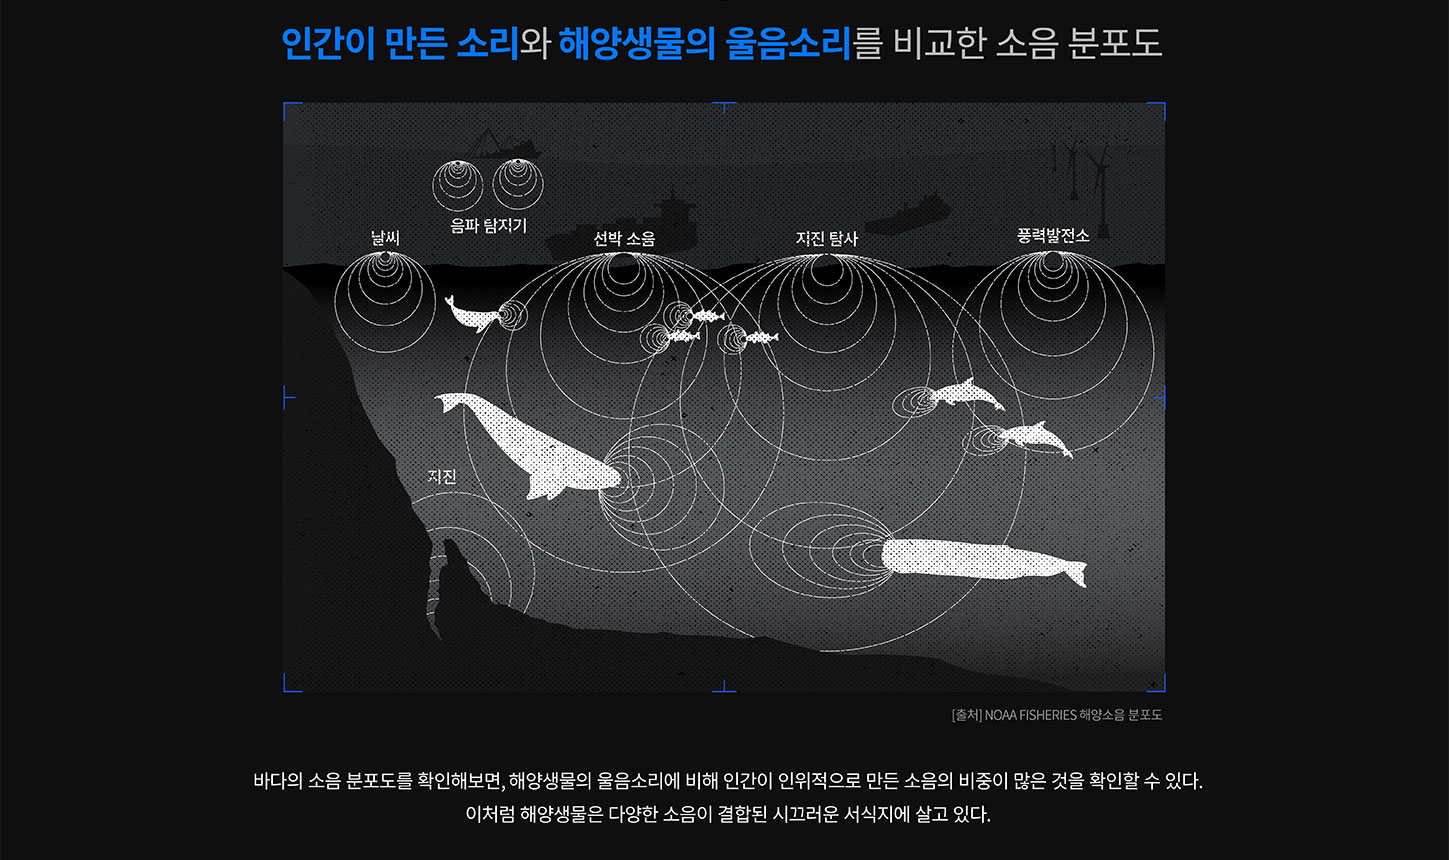 인간이 만든 소리와 해양생물의 울음소리를 비교한 소음 분포도
음파 탐지기
날씨
선박 소음
지진 탐사
풍력발전소
지진
[출처] NOAA FISHERIES 해양소음 분포도
바다의 소음 분포도를 확인해보면, 해양생물의 울음소리에 비해 인간이 인위적으로 만든 소음의 비중이 많은 것을 확인할 수 있다.
이처럼 해양생물은 다양한 소음이 결합된 시끄러운 서식지에 살고 있다.